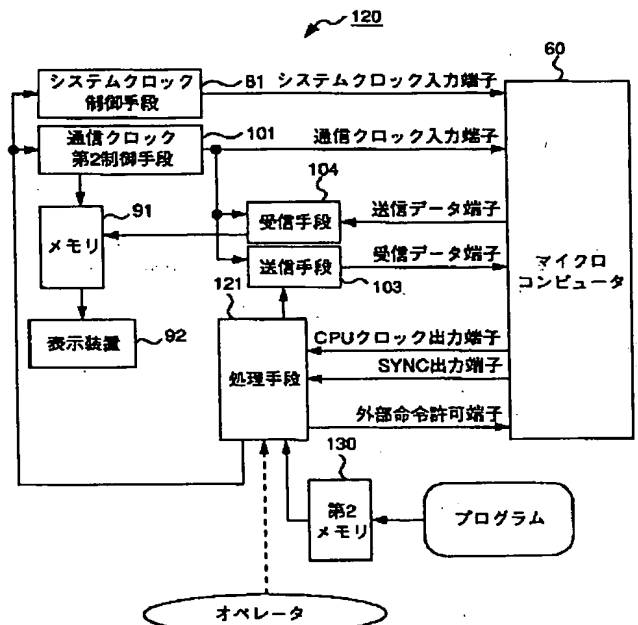 120
60
システムクロック
制御手段
81
システムクロック入力端子
通信クロック
第2制御手段
101
通信クロック入力端子
104
受信手段
送信データ端子
91
メモリ
送信手段
103
受信データ端子
マイクロ
コンピュータ
121
表示装置
92
処理手段
CPUクロック出力端子
SYNC出力端子
外部命令許可端子
130
第2
メモリ
プログラム
オペレータ